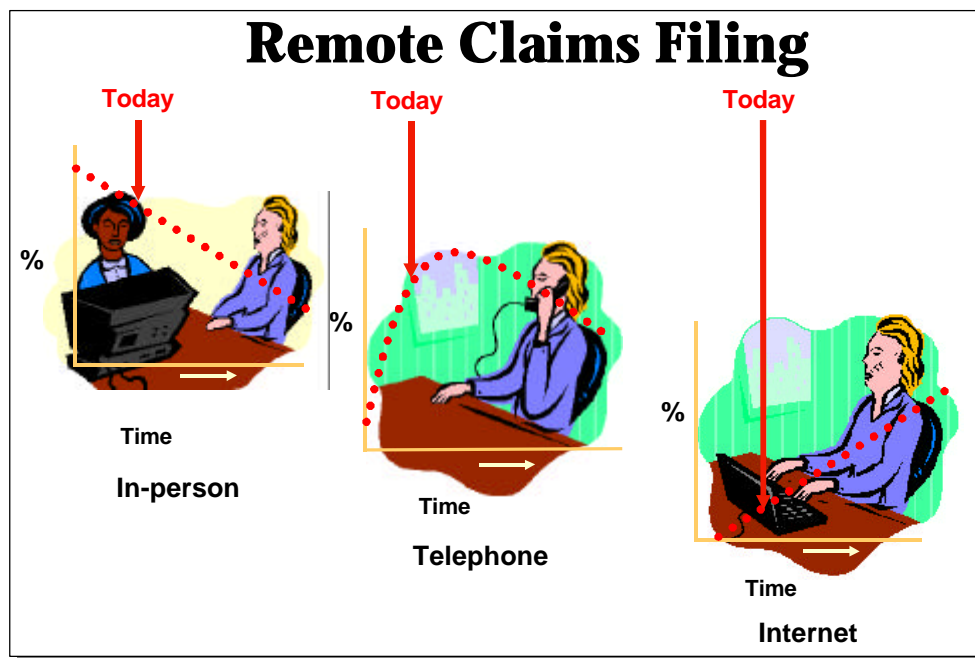 Remote Claims Filing
Today
Today
Today
%
%
%
Time
In-person
Time
Telephone
Time
Internet